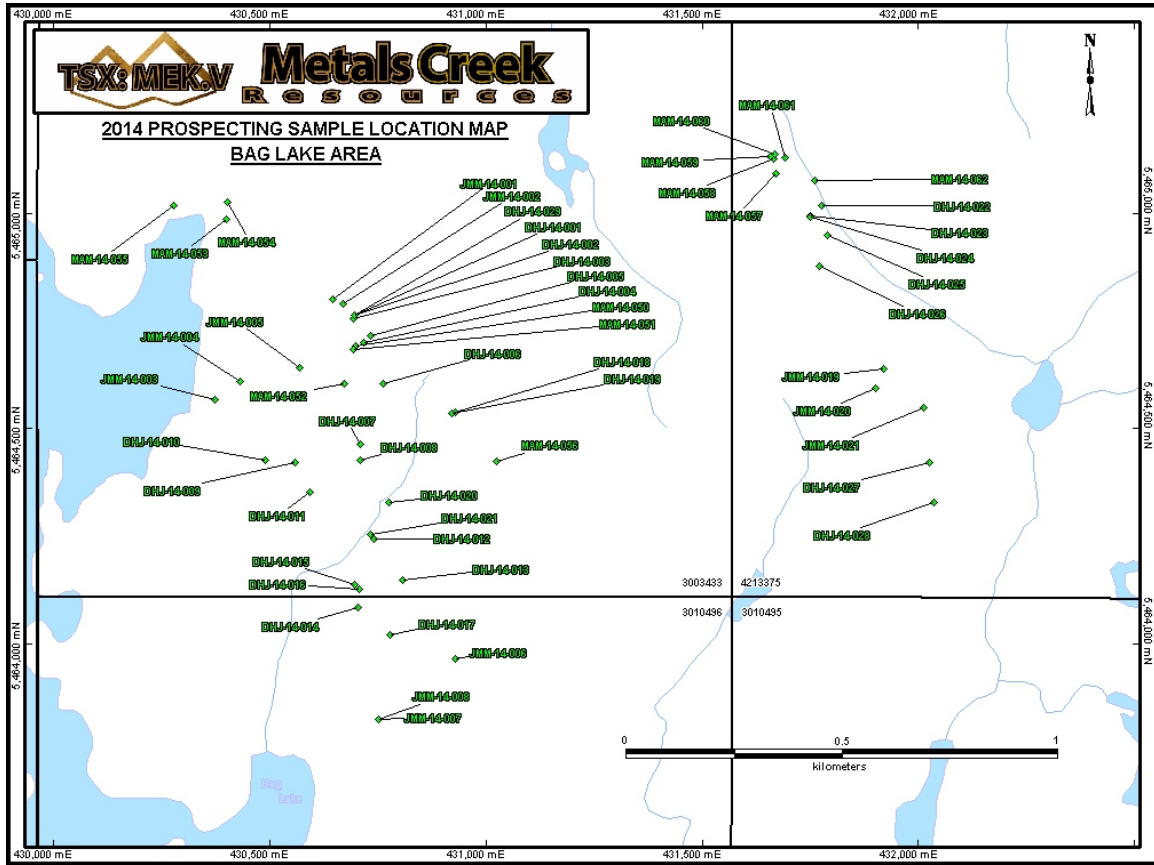 430,000 mE 430,500 mE 431,000 mE 431,500 mE 432,000 mE
TSX: MEK.V
Metals Creek
Resources
2014 PROSPECTING SAMPLE LOCATION MAP
BAG LAKE AREA
N
MAM-14-061
MAM-14-060
MAM-14-059
MAM-14-058
MAM-14-057
MAM-14-062
DHJ-14-022
DHJ-14-023
DHJ-14-024
DHJ-14-025
DHJ-14-026
JMM-14-001
JMM-14-002
DHJ-14-029
DHJ-14-001
DHJ-14-002
DHJ-14-003
DHJ-14-005
DHJ-14-004
MAM-14-050
MAM-14-051
MAM-14-055
MAM-14-053
MAM-14-054
5,465,000 mN
5,465,000 mN
JMM-14-005
JMM-14-004
JMM-14-003
MAM-14-052
DHJ-14-006
DHJ-14-018
DHJ-14-019
JMM-14-019
JMM-14-020
JMM-14-021
DHJ-14-007
DHJ-14-008
MAM-14-056
5,464,500 mN
5,464,500 mN
DHJ-14-010
DHJ-14-009
DHJ-14-011
DHJ-14-020
DHJ-14-021
DHJ-14-012
DHJ-14-027
DHJ-14-028
DHJ-14-015
DHJ-14-016
DHJ-14-013
3003433 4213375
3010496 3010495
DHJ-14-014
DHJ-14-017
JMM-14-006
5,464,000 mN
5,464,000 mN
JMM-14-008
JMM-14-007
0 0.5 1
kilometers
Bag
Lake
430,000 mE 430,500 mE 431,000 mE 431,500 mE 432,000 mE